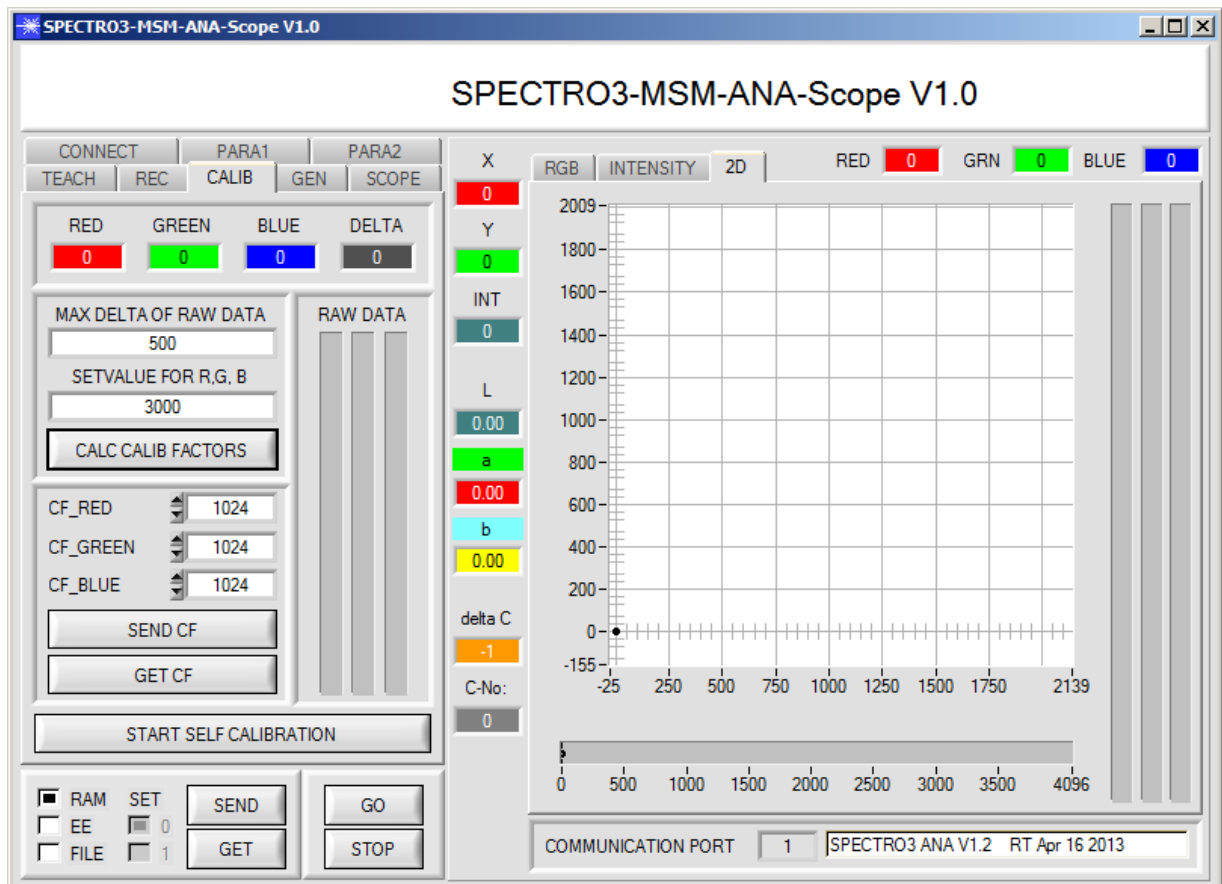 SPECTRO3-MSM-ANA-Scope V1.0
SPECTRO3-MSM-ANA-Scope V1.0
CONNECT PARA1 PARA2
TEACH REC CALIB GEN SCOPE
RED GREEN BLUE DELTA
0 0 0 0
MAX DELTA OF RAW DATA
500
SETVALUE FOR R,G, B
3000
CALC CALIB FACTORS
RAW DATA
CF_RED 1024
CF_GREEN 1024
CF_BLUE 1024
SEND CF
GET CF
START SELF CALIBRATION
RAM SET
EE 0
FILE 1
SEND
GET
GO
STOP
X
0
Y
0
INT
0
L
0.00
a
0.00
b
0.00
delta C
-1
C-No:
0
RGB INTENSITY 2D
RED 0 GRN 0 BLUE 0
2009
1800
1600
1400
1200
1000
800
600
400
200
0
-155
-25 250 500 750 1000 1250 1500 1750 2139
0 500 1000 1500 2000 2500 3000 3500 4096
COMMUNICATION PORT 1 SPECTRO3 ANA V1.2 RT Apr 16 2013